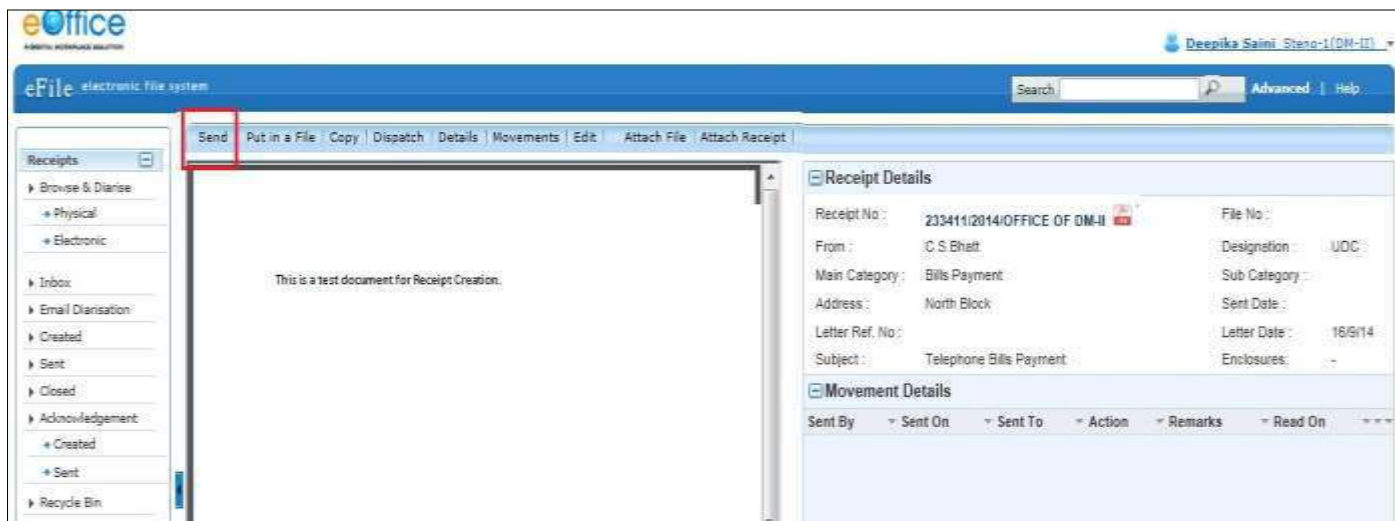 eOffice
A DIGITAL WORKPLACE SOLUTION
Deepika Saini Steno-1(DM-II)
eFile electronic file system
Search
Advanced | Help
Send | Put in a File | Copy | Dispatch | Details | Movements | Edit | Attach File | Attach Receipt |
Receipts
Browse & Diarise
Physical
Electronic
Inbox
Email Diarisation
Created
Sent
Closed
Acknowledgement
Created
Sent
Recycle Bin
This is a test document for Receipt Creation.
Receipt Details
Receipt No : 233411/2014/OFFICE OF DM-II File No :
From : C S Bhatt Designation : UDC
Main Category : Bills Payment Sub Category :
Address : North Block Sent Date :
Letter Ref. No : Letter Date : 16/9/14
Subject : Telephone Bills Payment Enclosures: -
Movement Details
Sent By Sent On Sent To Action Remarks Read On